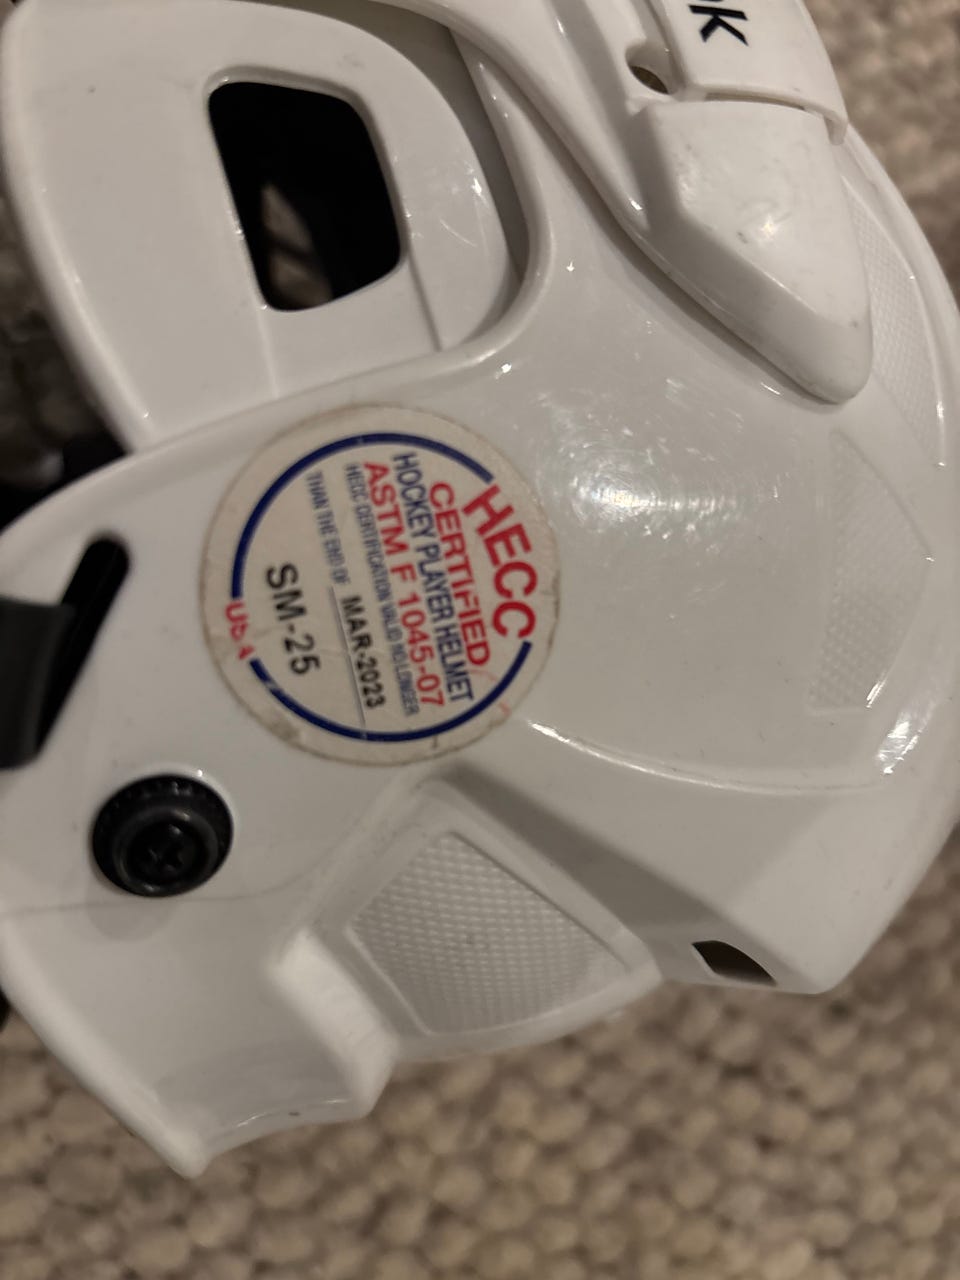 ok
HECC
CERTIFIED
HOCKEY PLAYER HELMET
ASTM F 1045-07
HECC CERTIFICATION VALID NO LONGER
THAN THE END OF MAR-2023
SM-25